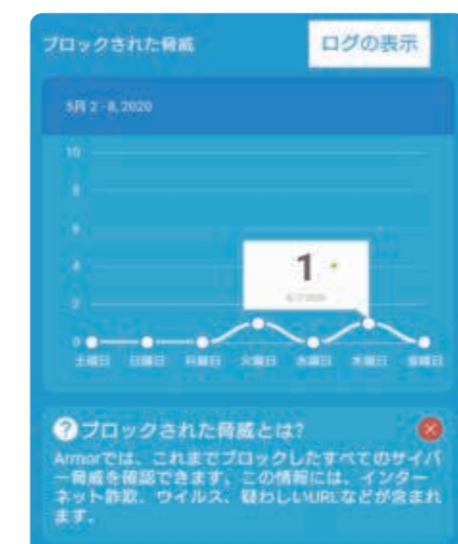 ブロックされた脅威
ログの表示
5月 2 - 8, 2020
10
8
6
4
2
0
1
土曜日 日曜日 月曜日 火曜日 水曜日 木曜日 金曜日
?ブロックされた脅威とは?
Armorでは、これまでブロックしたすべてのサイバ
ー脅威を確認できます。この情報には、インター
ネット詐欺、ウイルス、疑わしいURLなどが含まれ
ます。